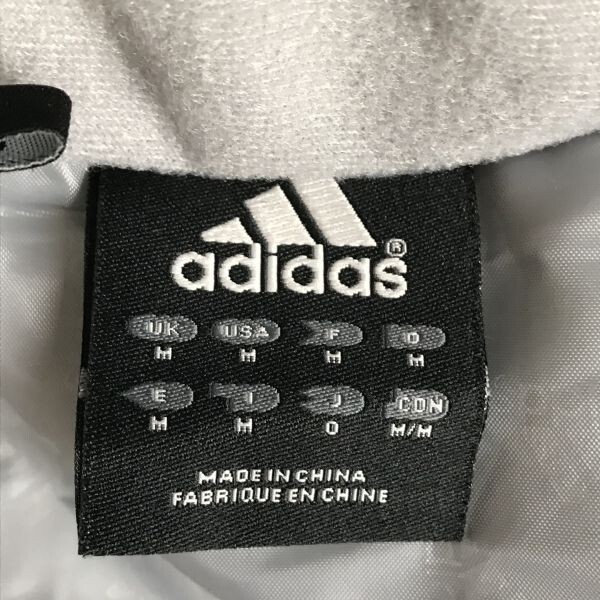 adidas®
UK USA F D
M M M M
E I J CDN
M M O M/M
MADE IN CHINA
FABRIQUE EN CHINE